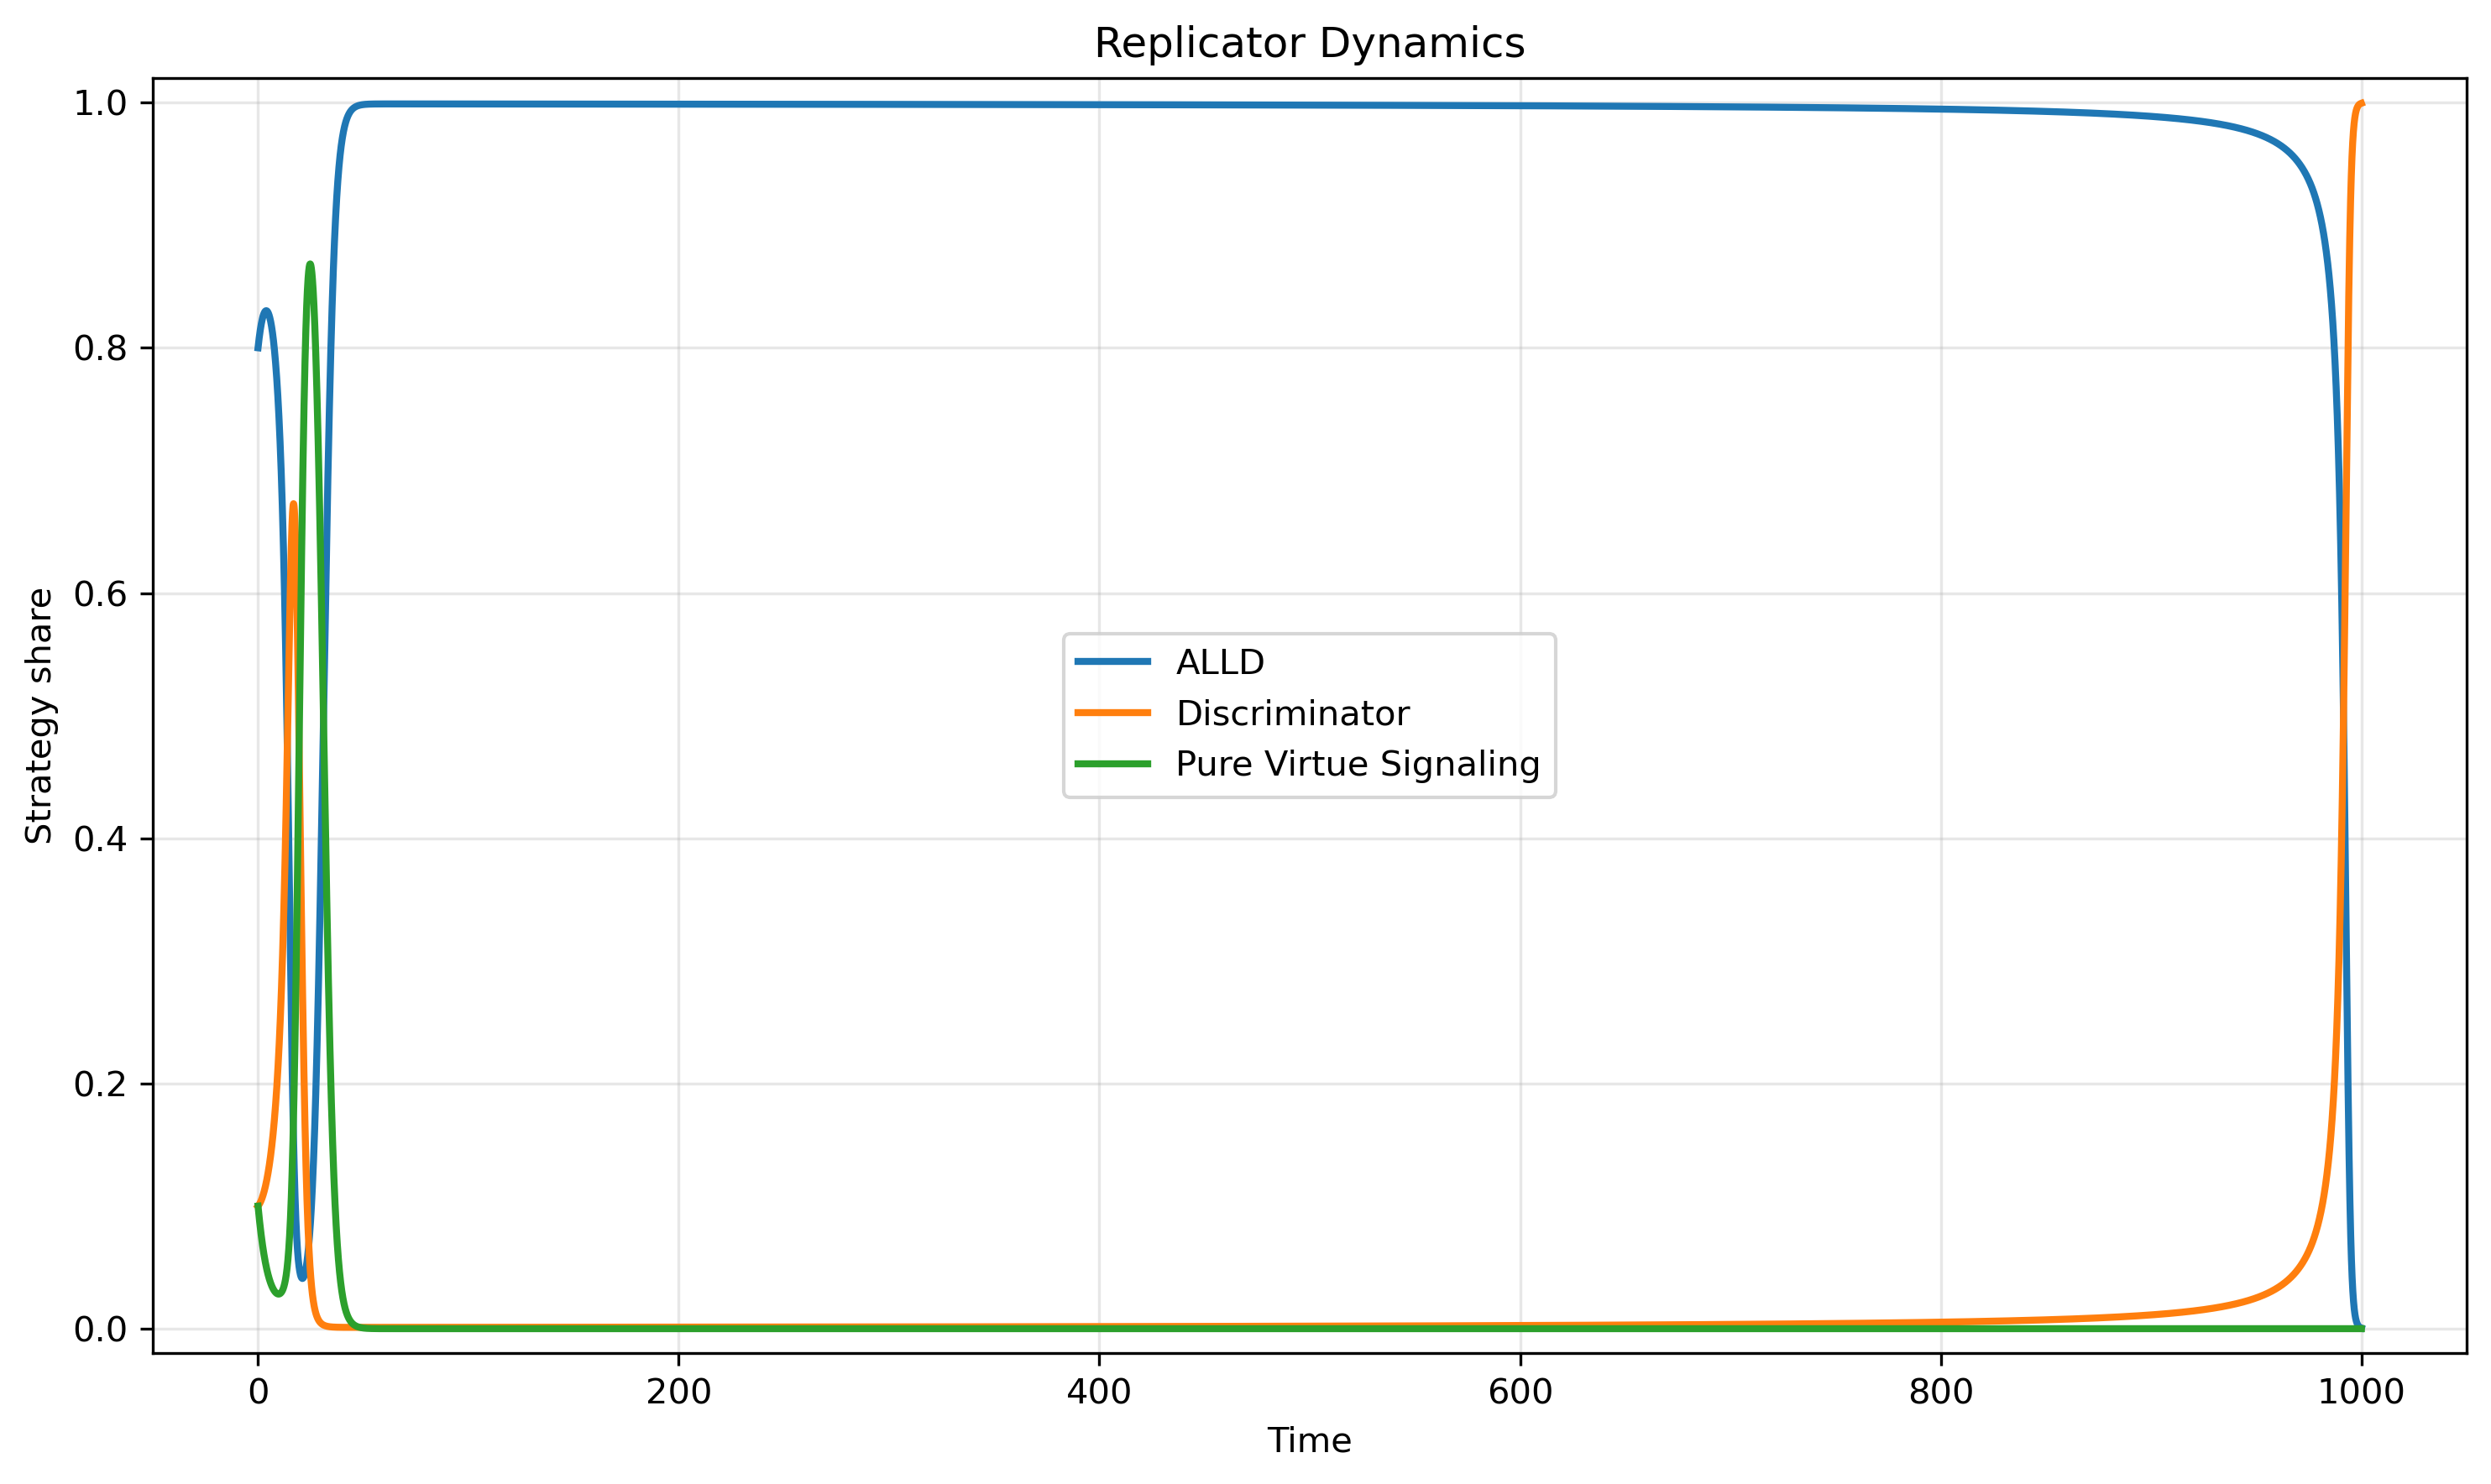 Replicator Dynamics
1.0
0.8
0.6
0.4
0.2
0.0
Strategy share
ALLD
Discriminator
Pure Virtue Signaling
0 200 400 600 800 1000
Time